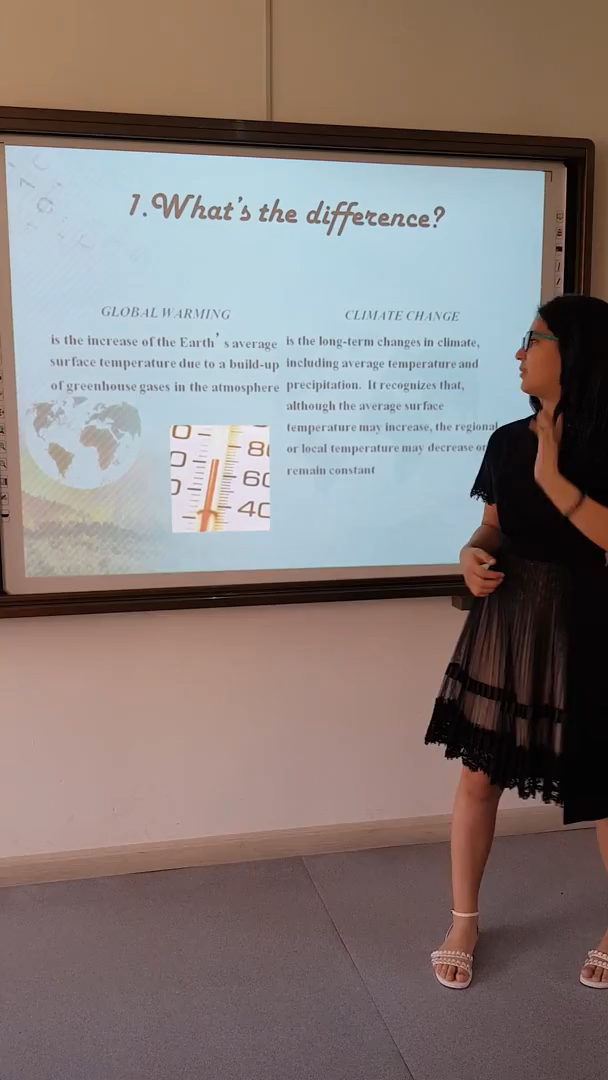 1. What's the difference?
GLOBAL WARMING
is the increase of the Earth’s average
surface temperature due to a build-up
of greenhouse gases in the atmosphere
CLIMATE CHANGE
is the long-term changes in climate,
including average temperature and
precipitation. It recognizes that,
although the average surface
temperature may increase, the regional
or local temperature may decrease or
remain constant
0 80
0 60
0 40